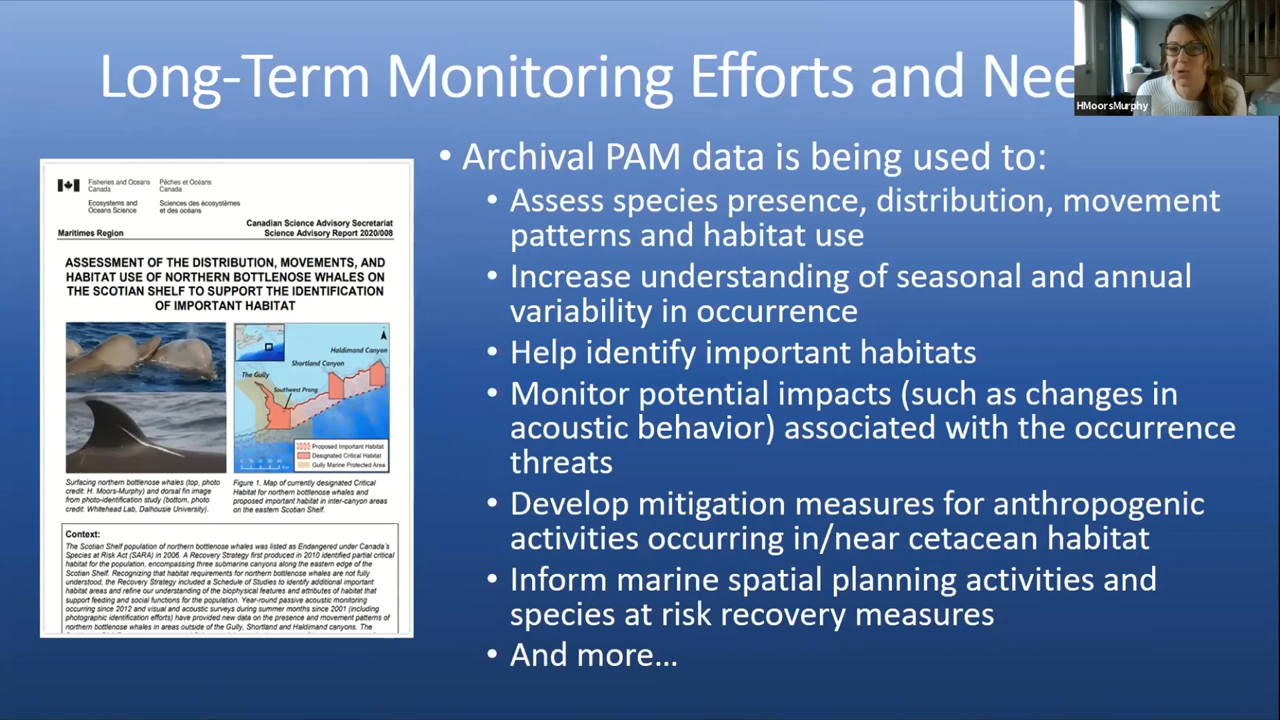 Long-Term Monitoring Efforts and Nee
HMoorsMurphy
Fisheries and Oceans Canada
Pêches et Océans Canada
Ecosystems and Oceans Science
Sciences des écosystèmes et des océans
Canadian Science Advisory Secretariat
Maritimes Region
Science Advisory Report 2020/008
ASSESSMENT OF THE DISTRIBUTION, MOVEMENTS, AND
HABITAT USE OF NORTHERN BOTTLENOSE WHALES ON
THE SCOTIAN SHELF TO SUPPORT THE IDENTIFICATION
OF IMPORTANT HABITAT
Haldimand Canyon
Shortland Canyon
The Gully
Southwest Prong
Proposed Important Habitat
Designated Critical Habitat
Gully Marine Protected Area
Surfacing northern bottlenose whales (top, photo
credit: H. Moors-Murphy) and dorsal fin image
from photo-identification study (bottom, photo
credit: Whitehead Lab, Dalhousie University).
Figure 1. Map of currently designated Critical
Habitat for northern bottlenose whales and
proposed important habitat in inter-canyon areas
on the eastern Scotian Shelf.
Context:
The Scotian Shelf population of northern bottlenose whales was listed as Endangered under Canada's
Species at Risk Act (SARA) in 2006. A Recovery Strategy first produced in 2010 identified partial critical
habitat for the population, encompassing three submarine canyons along the eastern edge of the
Scotian Shelf. Recognizing that habitat requirements for northern bottlenose whales are not fully
understood, the Recovery Strategy included a Schedule of Studies to identify additional important
habitat areas and refine our understanding of the biophysical features and attributes of habitat that
support feeding and social functions for the population. Year-round passive acoustic monitoring
occurring since 2012 and visual and acoustic surveys during summer months since 2001 (including
photographic identification efforts) have provided new data on the presence and movement patterns of
northern bottlenose whales in areas outside of the Gully, Shortland and Haldimand canyons. The
• Archival PAM data is being used to:
• Assess species presence, distribution, movement
patterns and habitat use
• Increase understanding of seasonal and annual
variability in occurrence
• Help identify important habitats
• Monitor potential impacts (such as changes in
acoustic behavior) associated with the occurrence
threats
• Develop mitigation measures for anthropogenic
activities occurring in/near cetacean habitat
• Inform marine spatial planning activities and
species at risk recovery measures
• And more…